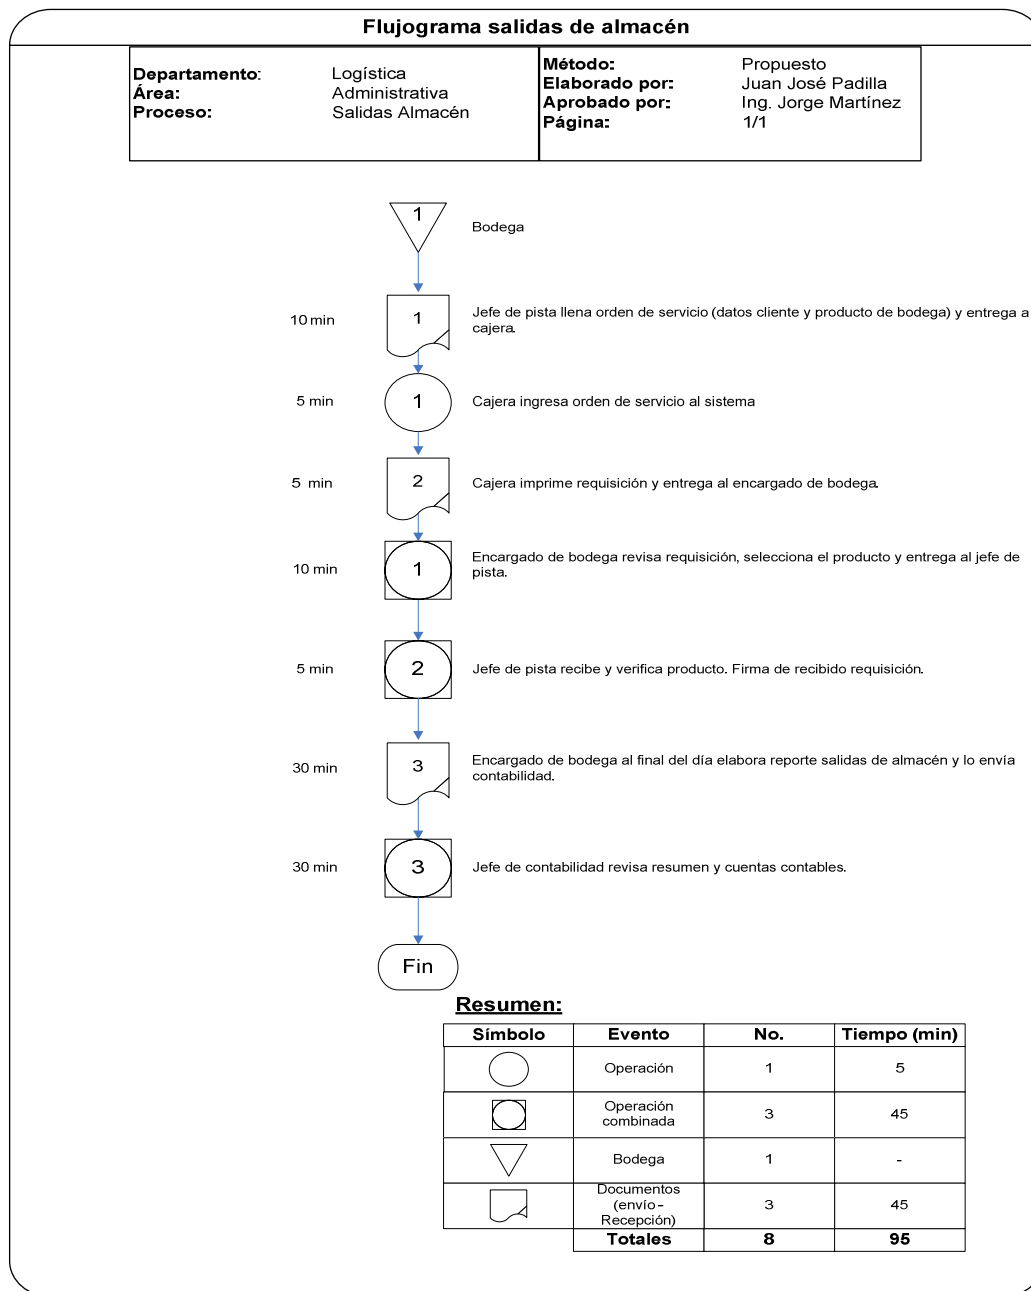 Flujograma salidas de almacén
Departamento: Logística
Área: Administrativa
Proceso: Salidas Almacén
Método: Propuesto
Elaborado por: Juan José Padilla
Aprobado por: Ing. Jorge Martínez
Página: 1/1
1 Bodega
10 min 1 Jefe de pista llena orden de servicio (datos cliente y producto de bodega) y entrega a
cajera.
5 min 1 Cajera ingresa orden de servicio al sistema
5 min 2 Cajera imprime requisición y entrega al encargado de bodega.
10 min 1 Encargado de bodega revisa requisición, selecciona el producto y entrega al jefe de
pista.
5 min 2 Jefe de pista recibe y verifica producto. Firma de recibido requisición.
30 min 3 Encargado de bodega al final del día elabora reporte salidas de almacén y lo envía
contabilidad.
30 min 3 Jefe de contabilidad revisa resumen y cuentas contables.
Fin
Resumen:
Símbolo Evento No. Tiempo (min)
Operación 1 5
Operación
combinada 3 45
Bodega 1 -
Documentos
(envío-
Recepción) 3 45
Totales 8 95